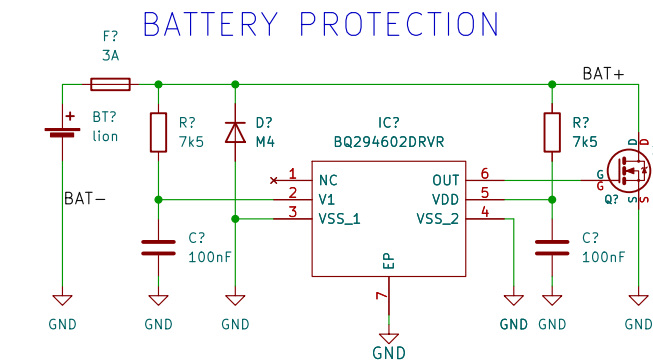 BATTERY PROTECTION
F?
3A
BAT+
BT?
lion
R?
7k5
D?
M4
IC?
BQ294602DRVR
R?
7k5
D D
1 NC OUT 6
G
G
2 V1 VDD 5
Q? S S
BAT-
3 VSS_1 VSS_2 4
C?
100nF
EP
7
C?
100nF
GND GND GND GND GND GND
GND